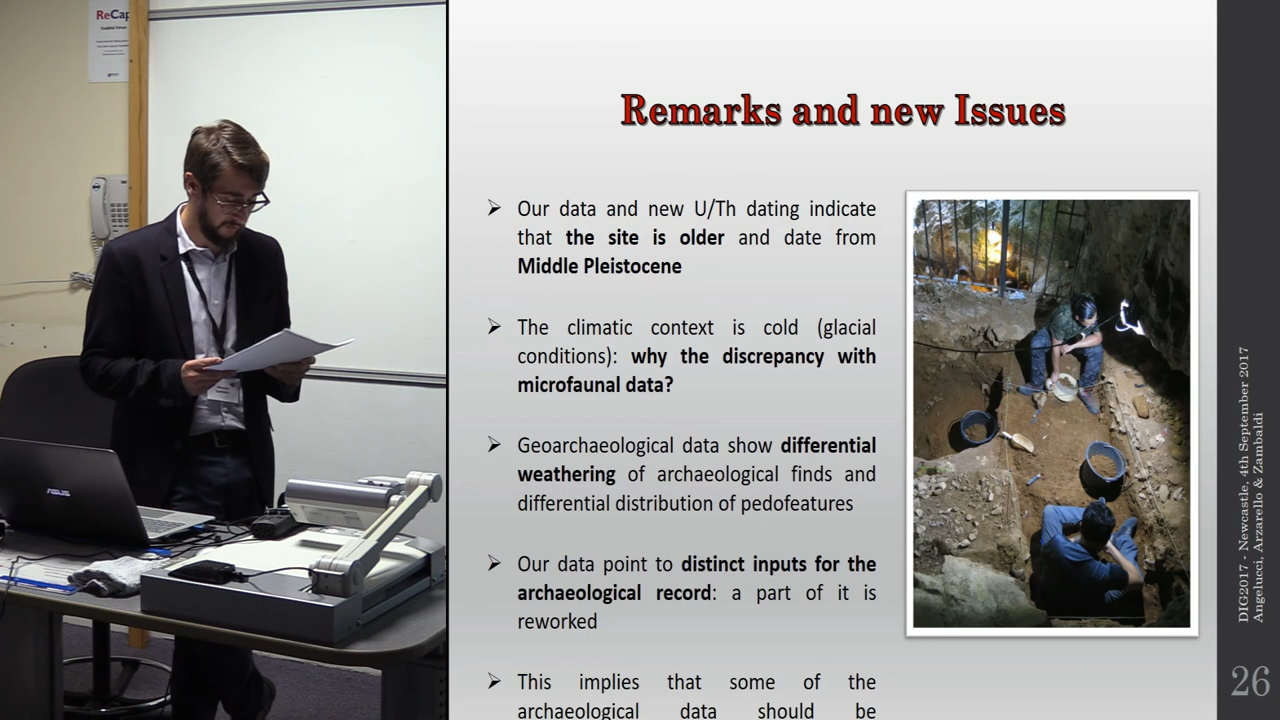 ReCap
Remarks and new Issues
Our data and new U/Th dating indicate
that the site is older and date from
Middle Pleistocene
The climatic context is cold (glacial
conditions): why the discrepancy with
microfaunal data?
Geoarchaeological data show differential
weathering of archaeological finds and
differential distribution of pedofeatures
Our data point to distinct inputs for the
archaeological record: a part of it is
reworked
This implies that some of the
archaeological data should be
DIG2017 - Newcastle, 4th September 2017
Angelucci, Arzarello & Zambaldi
26
ASUS